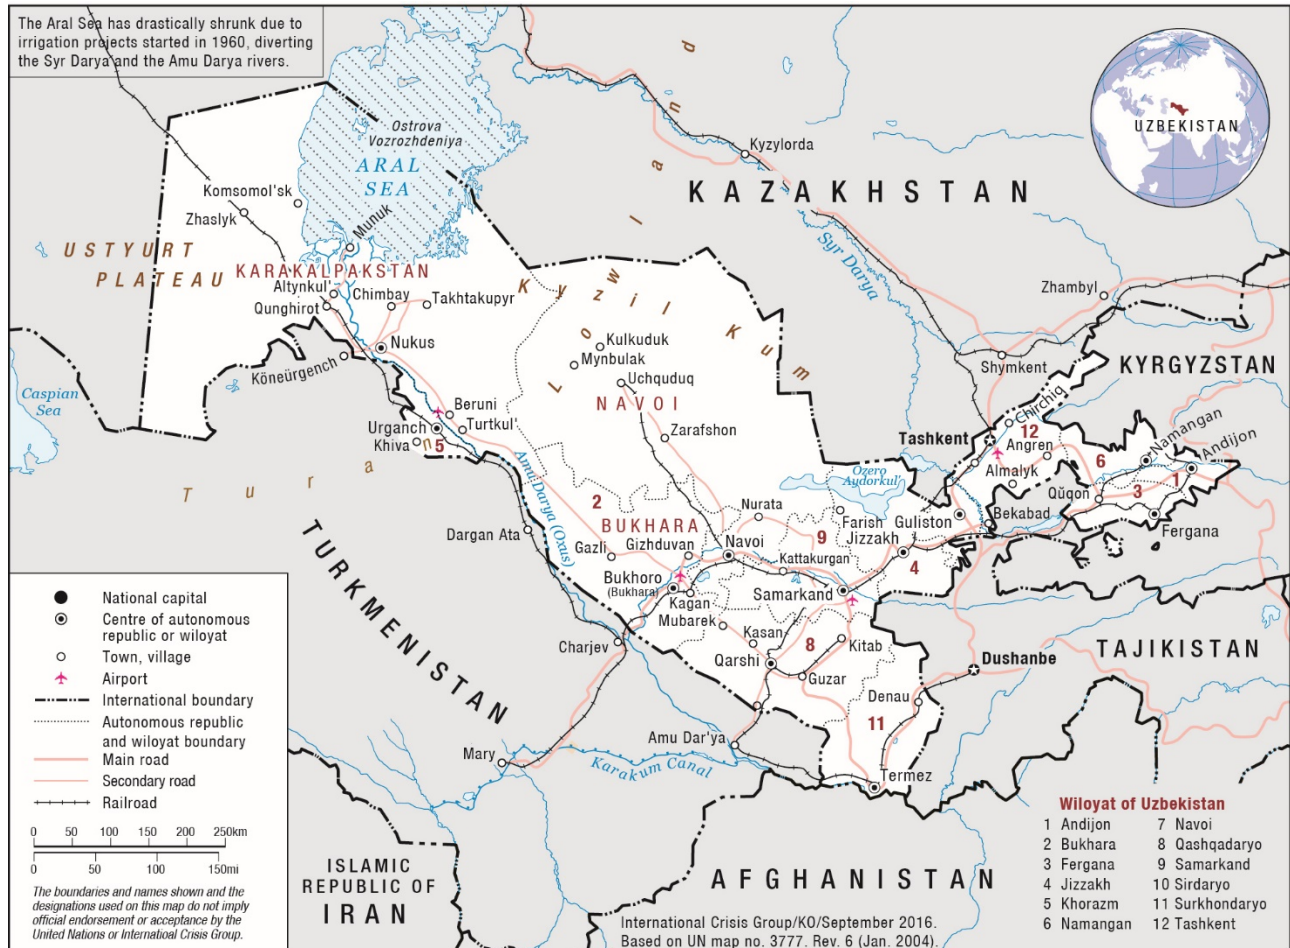 The Aral Sea has drastically shrunk due to
irrigation projects started in 1960, diverting
the Syr Darya and the Amu Darya rivers.
UZBEKISTAN
Ostrova
Vozrozhdeniya
ARAL
SEA
Kyzylorda
KAZAKHSTAN
Komsomol'sk
Zhaslyk
Munuk
Syr Darya
USTYURT
PLATEAU
KARAKALPAKSTAN
Altynkul'
Chimbay
Takhtakupyr
Qunghirot
Kyzwil Kum
Lowland
Zhambyl
Nukus
Köneürgench
Kulkuduk
Mynbulak
Uchquduq
Shymkent
KYRGYZSTAN
Caspian
Sea
NAVOI
Beruni
Turtkul'
Urganch
Khiva
5
Zarafshon
Chirchiq
Tashkent
12
Angren
Almalyk
Namangan
Andijon
6
3
1
Qŭqon
Fergana
Turan
TURKMENISTAN
Amu Darya (Oxus)
Ozero
Aydorkul'
2
BUKHARA
Nurata
Farish
Guliston
Bekabad
Jizzakh
Dargan Ata
Gazli
Gizhduvan
Navoi
9
Kattakurgan
4
Bukhoro
(Bukhara)
Kagan
Samarkand
Mubarek
Kasan
8
Kitab
Charjev
Qarshi
Guzar
Dushanbe
TAJIKISTAN
Denau
11
Amu Dar'ya
Mary
Karakum Canal
Termez
National capital
Centre of autonomous
republic or wiloyat
Town, village
Airport
International boundary
Autonomous republic
and wiloyat boundary
Main road
Secondary road
Railroad
0 50 100 150 200 250km
0 50 100 150mi
The boundaries and names shown and the
designations used on this map do not imply
official endorsement or acceptance by the
United Nations or Internatioal Crisis Group.
ISLAMIC
REPUBLIC OF
IRAN
AFGHANISTAN
International Crisis Group/KO/September 2016.
Based on UN map no. 3777. Rev. 6 (Jan. 2004).
Wiloyat of Uzbekistan
1 Andijon
2 Bukhara
3 Fergana
4 Jizzakh
5 Khorazm
6 Namangan
7 Navoi
8 Qashqadaryo
9 Samarkand
10 Sirdaryo
11 Surkhondaryo
12 Tashkent